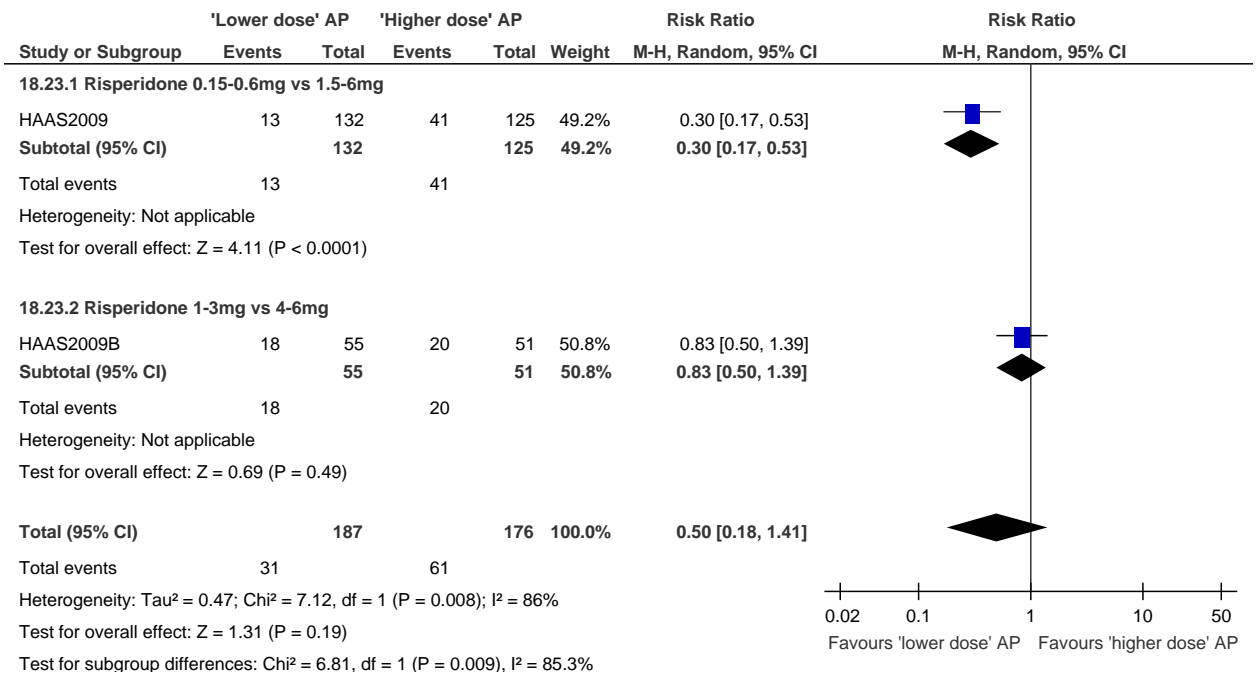 'Lower dose' AP 'Higher dose' AP Risk Ratio Risk Ratio
Study or Subgroup Events Total Events Total Weight M-H, Random, 95% CI M-H, Random, 95% CI
18.23.1 Risperidone 0.15-0.6mg vs 1.5-6mg
HAAS2009 13 132 41 125 49.2% 0.30 [0.17, 0.53]
Subtotal (95% CI) 132 125 49.2% 0.30 [0.17, 0.53]
Total events 13 41
Heterogeneity: Not applicable
Test for overall effect: Z = 4.11 (P < 0.0001)
18.23.2 Risperidone 1-3mg vs 4-6mg
HAAS2009B 18 55 20 51 50.8% 0.83 [0.50, 1.39]
Subtotal (95% CI) 55 51 50.8% 0.83 [0.50, 1.39]
Total events 18 20
Heterogeneity: Not applicable
Test for overall effect: Z = 0.69 (P = 0.49)
Total (95% CI) 187 176 100.0% 0.50 [0.18, 1.41]
Total events 31 61
Heterogeneity: Tau² = 0.47; Chi² = 7.12, df = 1 (P = 0.008); I² = 86%
Test for overall effect: Z = 1.31 (P = 0.19)
Test for subgroup differences: Chi² = 6.81, df = 1 (P = 0.009), I² = 85.3%
0.02 0.1 1 10 50
Favours 'lower dose' AP Favours 'higher dose' AP